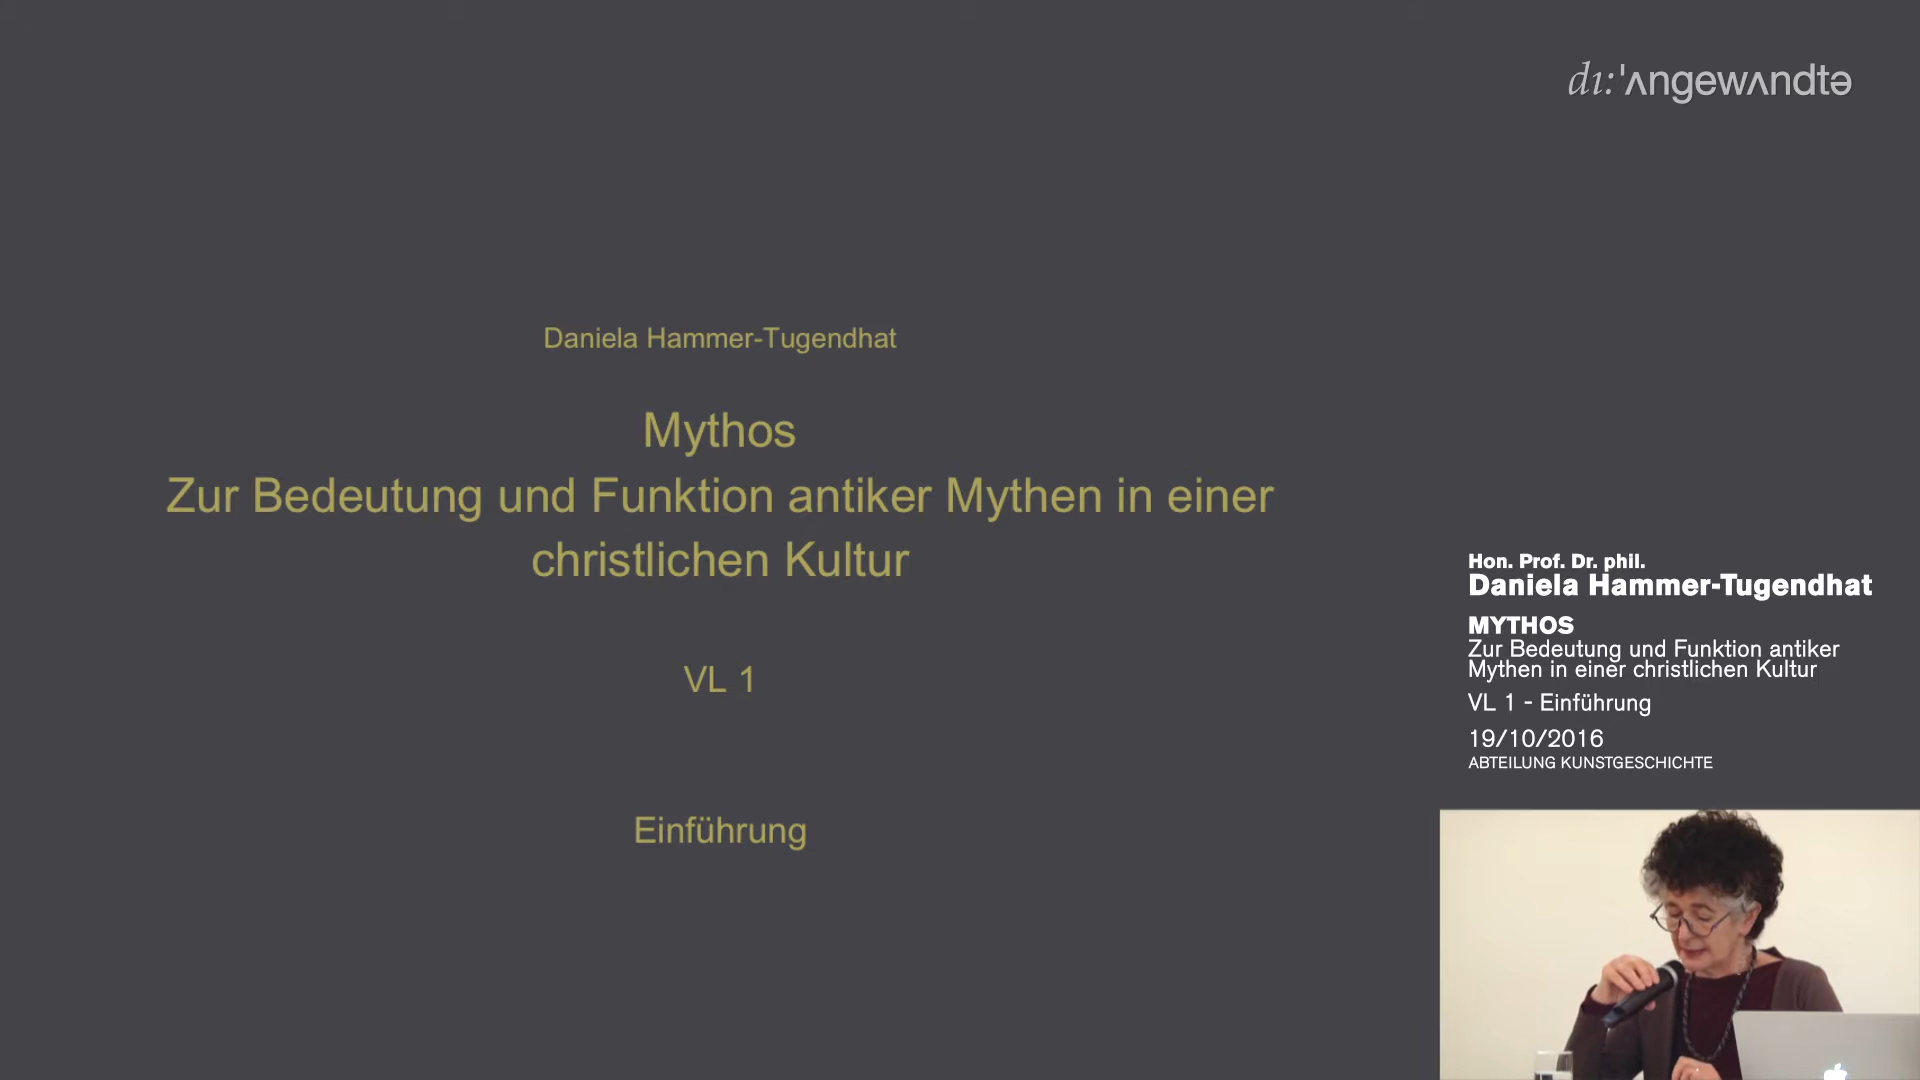 dı:ˈʌngewʌndtə
Daniela Hammer-Tugendhat
Mythos
Zur Bedeutung und Funktion antiker Mythen in einer
christlichen Kultur
VL 1
Einführung
Hon. Prof. Dr. phil.
Daniela Hammer-Tugendhat
MYTHOS
Zur Bedeutung und Funktion antiker
Mythen in einer christlichen Kultur
VL 1 - Einführung
19/10/2016
ABTEILUNG KUNSTGESCHICHTE